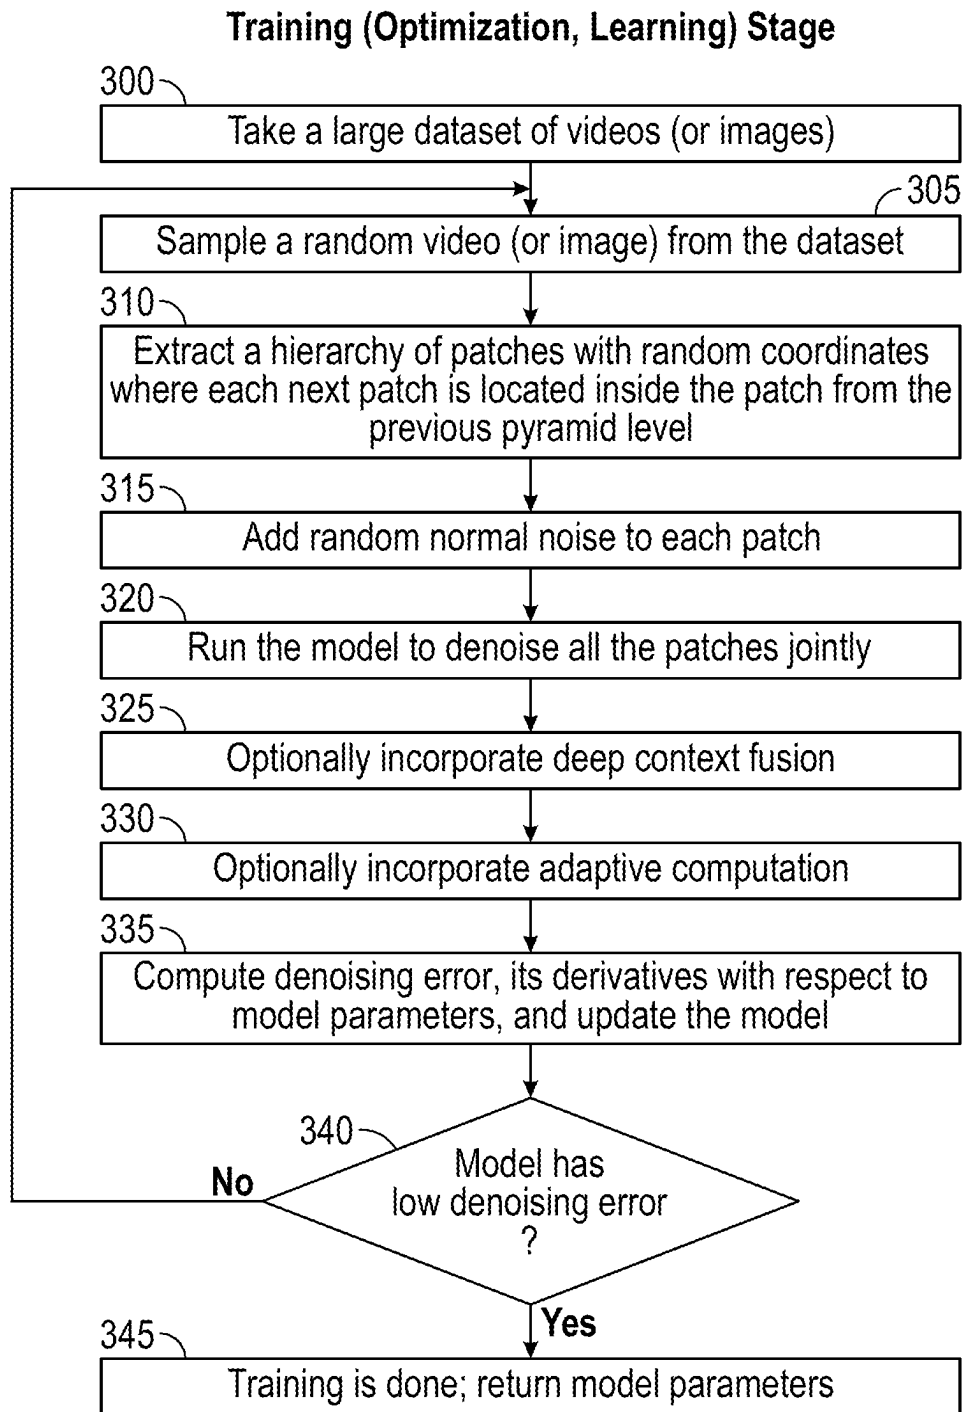 Training (Optimization, Learning) Stage
300
Take a large dataset of videos (or images)
305
Sample a random video (or image) from the dataset
310
Extract a hierarchy of patches with random coordinates
where each next patch is located inside the patch from the
previous pyramid level
315
Add random normal noise to each patch
320
Run the model to denoise all the patches jointly
325
Optionally incorporate deep context fusion
330
Optionally incorporate adaptive computation
335
Compute denoising error, its derivatives with respect to
model parameters, and update the model
340
Model has
No
low denoising error
?
Yes
345
Training is done; return model parameters